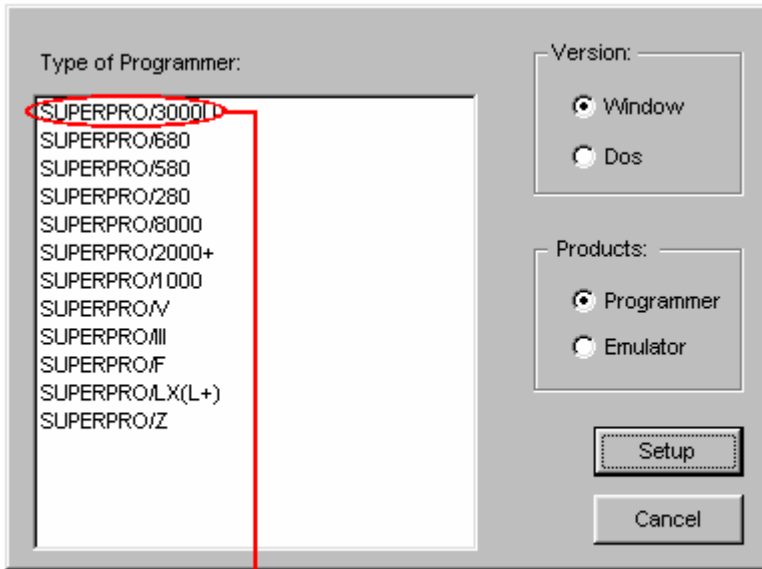 Type of Programmer:
SUPERPRO/3000U
SUPERPRO/680
SUPERPRO/580
SUPERPRO/280
SUPERPRO/8000
SUPERPRO/2000+
SUPERPRO/1000
SUPERPRO/V
SUPERPRO/III
SUPERPRO/F
SUPERPRO/LX(L+)
SUPERPRO/Z
Version:
Window
Dos
Products:
Programmer
Emulator
Setup
Cancel